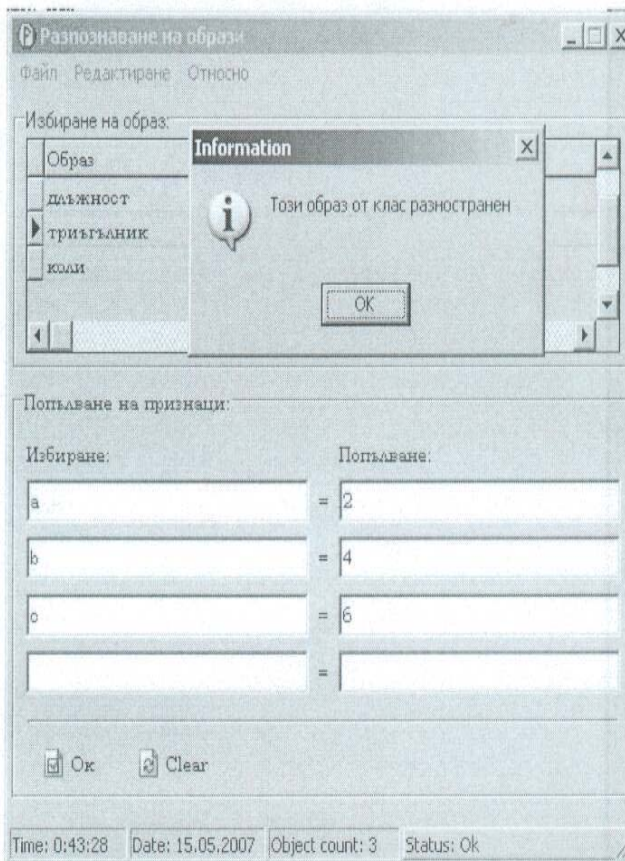 Разпознаване на образи
Файл Редактиране Относно
Избиране на образ:
Information
Образ
Този образ от клас разностранен
длъжност
триъгълник
коли
OK
Попълване на признаци:
Избиране: Попълване:
a = 2
b = 4
c = 6
=
Ок Clear
Time: 0:43:28 Date: 15.05.2007 Object count: 3 Status: Ok